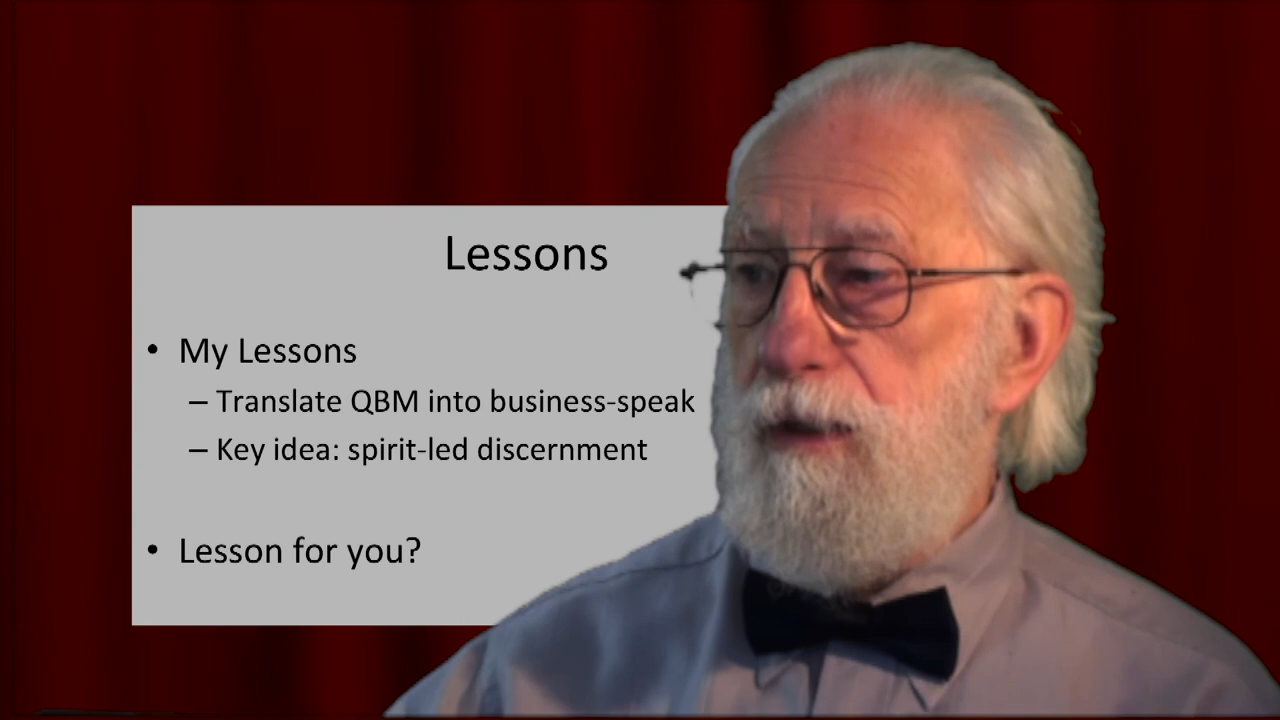 Lessons
• My Lessons
– Translate QBM into business-speak
– Key idea: spirit-led discernment
• Lesson for you?